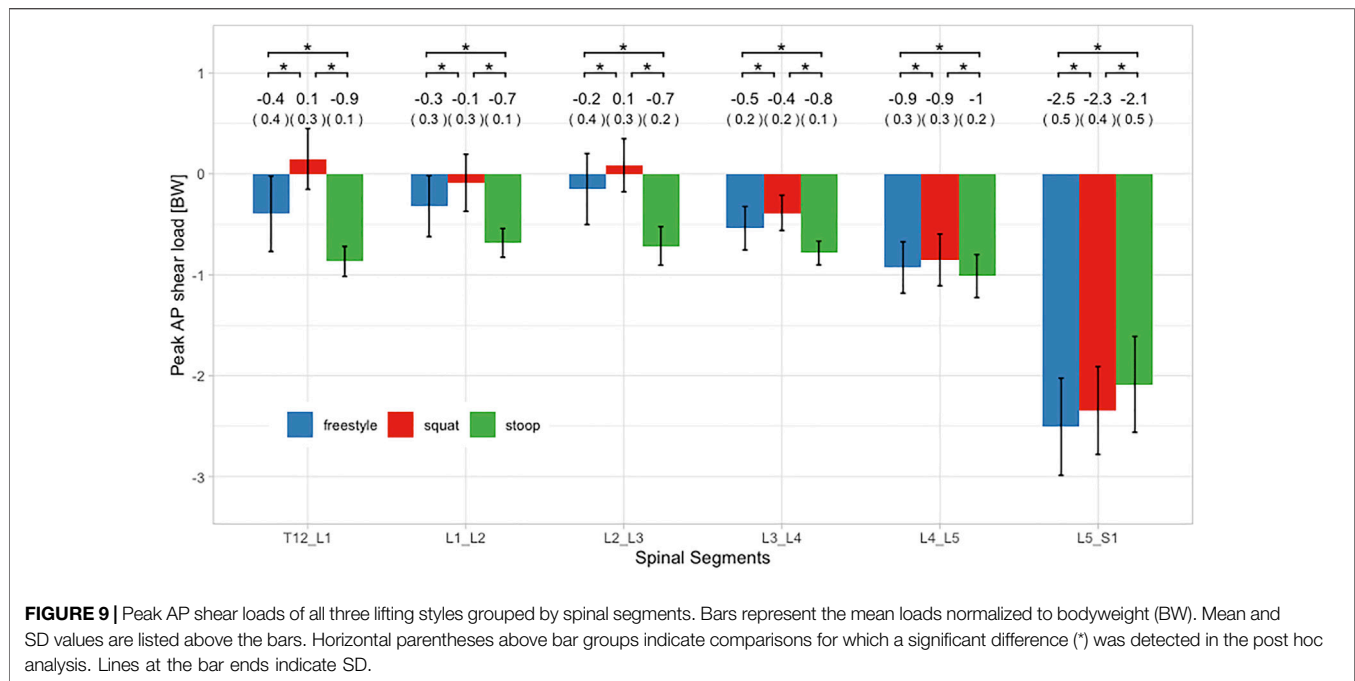 * * * * * *
1 * * * * * * * * * * * *
-0.4 0.1 -0.9 -0.3 -0.1 -0.7 -0.2 0.1 -0.7 -0.5 -0.4 -0.8 -0.9 -0.9 -1 -2.5 -2.3 -2.1
( 0.4 )( 0.3 )( 0.1 ) ( 0.3 )( 0.3 )( 0.1 ) ( 0.4 )( 0.3 )( 0.2 ) ( 0.2 )( 0.2 )( 0.1 ) ( 0.3 )( 0.3 )( 0.2 ) ( 0.5 )( 0.4 )( 0.5 )
0
Peak AP shear load [BW]
-1
-2
freestyle squat stoop
-3
T12_L1 L1_L2 L2_L3 L3_L4 L4_L5 L5_S1
Spinal Segments
FIGURE 9 | Peak AP shear loads of all three lifting styles grouped by spinal segments. Bars represent the mean loads normalized to bodyweight (BW). Mean and
SD values are listed above the bars. Horizontal parentheses above bar groups indicate comparisons for which a significant difference (*) was detected in the post hoc
analysis. Lines at the bar ends indicate SD.